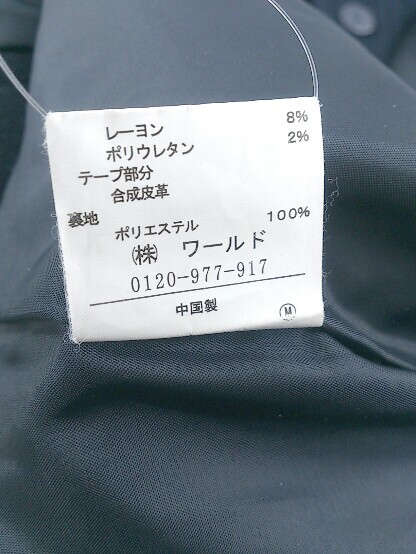 レーヨン 8%
ポリウレタン 2%
テープ部分
合成皮革
裏地
ポリエステル 100%
㈱ ワールド
0120-977-917
中国製 Ⓜ